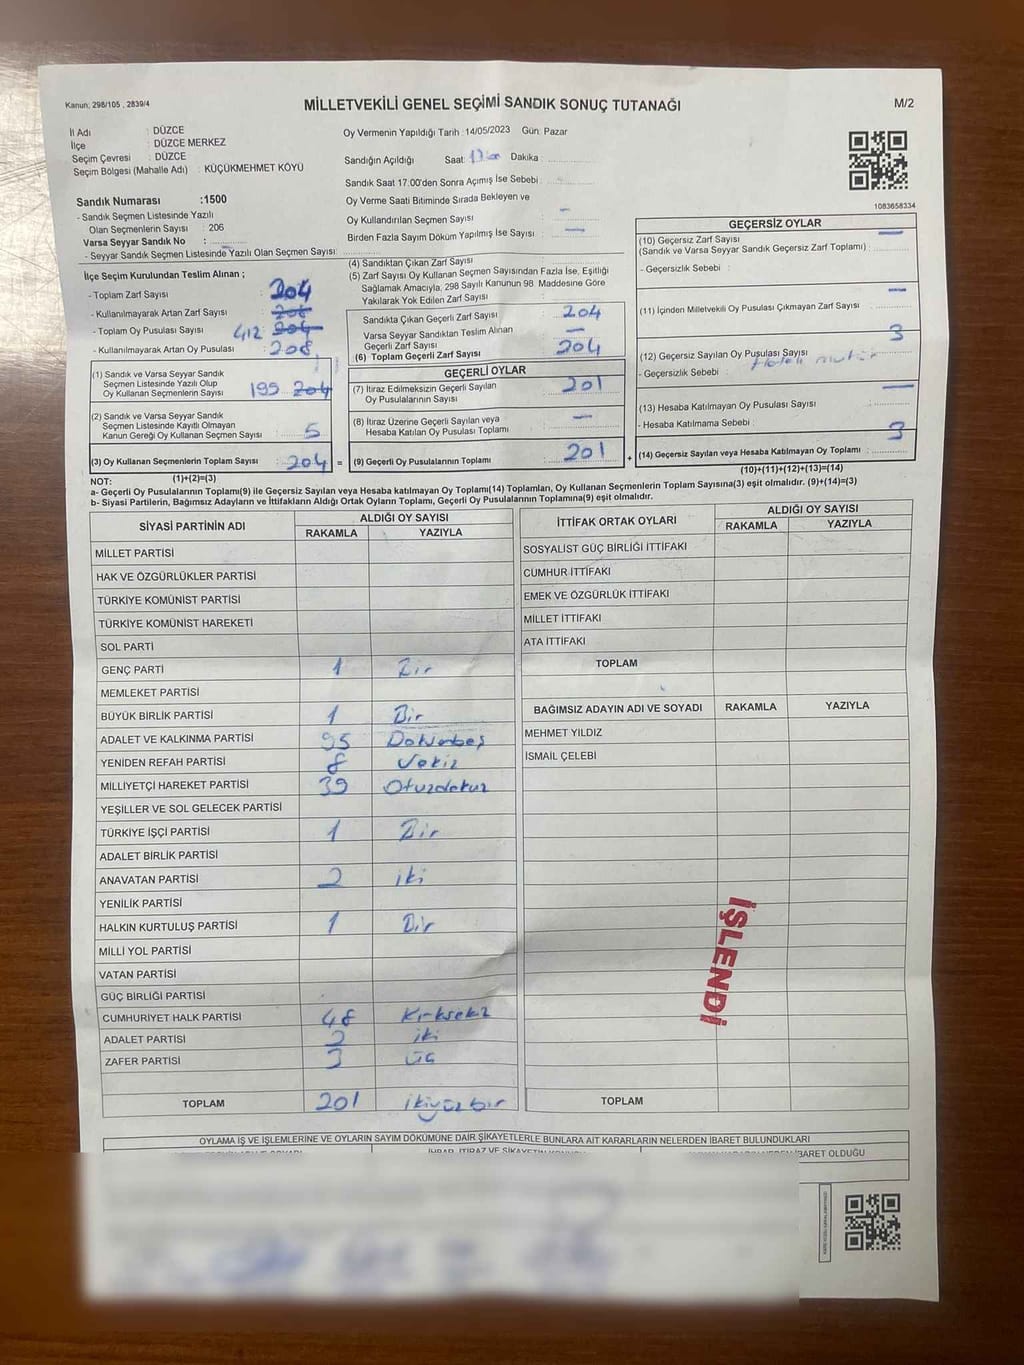 Kanun; 298/105 , 2839/4
MİLLETVEKİLİ GENEL SEÇİMİ SANDIK SONUÇ TUTANAĞI
M/2
İl Adı : DÜZCE
İlçe : DÜZCE MERKEZ
Seçim Çevresi : DÜZCE
Seçim Bölgesi (Mahalle Adı) : KÜÇÜKMEHMET KÖYÜ
Sandık Numarası :1500
- Sandık Seçmen Listesinde Yazılı
Olan Seçmenlerin Sayısı : 206
Varsa Seyyar Sandık No :
- Seyyar Sandık Seçmen Listesinde Yazılı Olan Seçmen Sayısı :
Oy Vermenin Yapıldığı Tarih :14/05/2023 Gün: Pazar
Sandığın Açıldığı Saat: Dakika :
Sandık Saat 17.00'den Sonra Açımış İse Sebebi :
Oy Verme Saati Bitiminde Sırada Bekleyen ve
Oy Kullandırılan Seçmen Sayısı : —
Birden Fazla Sayım Döküm Yapılmış İse Sayısı : —
1083658334
İlçe Seçim Kurulundan Teslim Alınan ;
- Toplam Zarf Sayısı : 204
- Kullanılmayarak Artan Zarf Sayısı :
- Toplam Oy Pusulası Sayısı 412 204
- Kullanılmayarak Artan Oy Pusulası : 208
(1) Sandık ve Varsa Seyyar Sandık
Seçmen Listesinde Yazılı Olup
Oy Kullanan Seçmenlerin Sayısı : 199 204
(2) Sandık ve Varsa Seyyar Sandık
Seçmen Listesinde Kayıtlı Olmayan
Kanun Gereği Oy Kullanan Seçmen Sayısı : 5
(3) Oy Kullanan Seçmenlerin Toplam Sayısı : 204 =
(1)+(2)=(3)
(4) Sandıktan Çıkan Zarf Sayısı :
(5) Zarf Sayısı Oy Kullanan Seçmen Sayısından Fazla İse, Eşitliği
Sağlamak Amacıyla, 298 Sayılı Kanunun 98 Maddesine Göre
Yakılarak Yok Edilen Zarf Sayısı :
Sandıkta Çıkan Geçerli Zarf Sayısı : 204
Varsa Seyyar Sandıktan Teslim Alınan
Geçerli Zarf Sayısı : —
(6) Toplam Geçerli Zarf Sayısı : 204
GEÇERLİ OYLAR
(7) İtiraz Edilmeksizin Geçerli Sayılan
Oy Pusulalarının Sayısı : 201
(8) İtiraz Üzerine Geçerli Sayılan veya
Hesaba Katılan Oy Pusulası Toplamı : —
(9) Geçerli Oy Pusulalarının Toplamı : 201 +
GEÇERSİZ OYLAR
(10) Geçersiz Zarf Sayısı : —
(Sandık ve Varsa Seyyar Sandık Geçersiz Zarf Toplamı) :
- Geçersizlik Sebebi :
(11) İçinden Milletvekili Oy Pusulası Çıkmayan Zarf Sayısı : —
(12) Geçersiz Sayılan Oy Pusulası Sayısı : 3
- Geçersizlik Sebebi : Hatalı
(13) Hesaba Katılmayan Oy Pusulası Sayısı : —
- Hesaba Katılmama Sebebi :
(14) Geçersiz Sayılan veya Hesaba Katılmayan Oy Toplamı : 3
(10)+(11)+(12)+(13)=(14)
NOT:
a- Geçerli Oy Pusulalarının Toplamı(9) ile Geçersiz Sayılan veya Hesaba katılmayan Oy Toplamı(14) Toplamları, Oy Kullanan Seçmenlerin Toplam Sayısına(3) eşit olmalıdır. (9)+(14)=(3)
b- Siyasi Partilerin, Bağımsız Adayların ve İttifakların Aldığı Ortak Oyların Toplamı, Geçerli Oy Pusulalarının Toplamına(9) eşit olmalıdır.
SİYASİ PARTİNİN ADI ALDIĞI OY SAYISI
RAKAMLA YAZIYLA
MİLLET PARTİSİ
HAK VE ÖZGÜRLÜKLER PARTİSİ
TÜRKİYE KOMÜNİST PARTİSİ
TÜRKİYE KOMÜNİST HAREKETİ
SOL PARTİ
GENÇ PARTİ 1 Bir
MEMLEKET PARTİSİ
BÜYÜK BİRLİK PARTİSİ 1 Bir
ADALET VE KALKINMA PARTİSİ 95 Doksanbeş
YENİDEN REFAH PARTİSİ 8 sekiz
MİLLİYETÇİ HAREKET PARTİSİ 39 Otuzdokuz
YEŞİLLER VE SOL GELECEK PARTİSİ
TÜRKİYE İŞÇİ PARTİSİ 1 Bir
ADALET BİRLİK PARTİSİ
ANAVATAN PARTİSİ 2 iki
YENİLİK PARTİSİ
HALKIN KURTULUŞ PARTİSİ 1 Bir
MİLLİ YOL PARTİSİ
VATAN PARTİSİ
GÜÇ BİRLİĞİ PARTİSİ
CUMHURİYET HALK PARTİSİ 48 Kırksekiz
ADALET PARTİSİ 2 iki
ZAFER PARTİSİ 3 üç
TOPLAM 201 ikiyüzbir
İTTİFAK ORTAK OYLARI ALDIĞI OY SAYISI
RAKAMLA YAZIYLA
SOSYALİST GÜÇ BİRLİĞİ İTTİFAKI
CUMHUR İTTİFAKI
EMEK VE ÖZGÜRLÜK İTTİFAKI
MİLLET İTTİFAKI
ATA İTTİFAKI
TOPLAM
BAĞIMSIZ ADAYIN ADI VE SOYADI RAKAMLA YAZIYLA
MEHMET YILDIZ
İSMAİL ÇELEBİ
İŞLENDİ
TOPLAM
OYLAMA İŞ VE İŞLEMLERİNE VE OYLARIN SAYIM DÖKÜMÜNE DAİR ŞİKAYETLERLE BUNLARA AİT KARARLARIN NELERDEN İBARET BULUNDUKLARI
İHBAR, İTİRAZ VE ŞİKAYETİN İBARET OLDUĞU